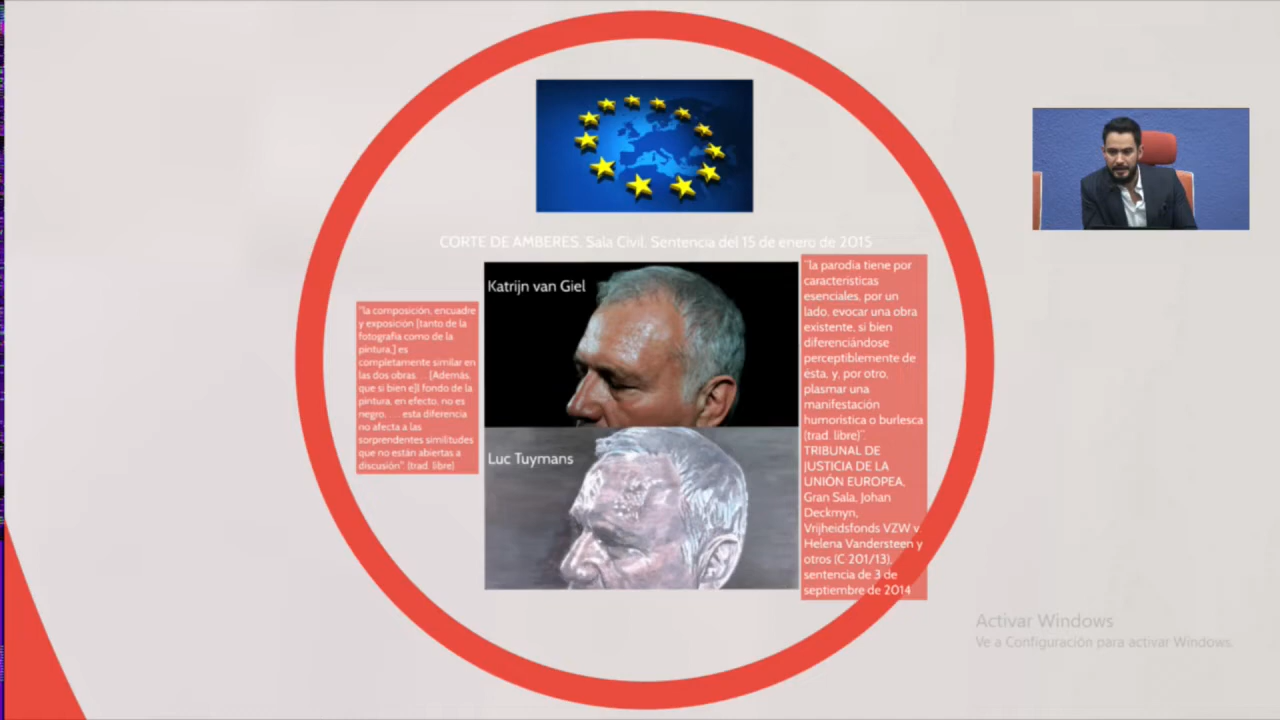 CORTE DE AMBERES. Sala Civil. Sentencia del 15 de enero de 2015
"la composición, encuadre
y exposición [tanto de la
fotografía como de la
pintura,] es
completamente similar en
las dos obras. . . [Además,
que si bien e]l fondo de la
pintura, en efecto, no es
negro, . . . esta diferencia
no afecta a las
sorprendentes similitudes
que no están abiertas a
discusión" (trad. libre)
Katrijn van Giel
Luc Tuymans
"la parodia tiene por
características
esenciales, por un
lado, evocar una obra
existente, si bien
diferenciándose
perceptiblemente de
ésta, y, por otro,
plasmar una
manifestación
humorística o burlesca
(trad. libre)".
TRIBUNAL DE
JUSTICIA DE LA
UNIÓN EUROPEA,
Gran Sala, Johan
Deckmyn,
Vrijheidsfonds VZW v.
Helena Vandersteen y
otros (C 201/13),
sentencia de 3 de
septiembre de 2014
Activar Windows
Ve a Configuración para activar Windows.